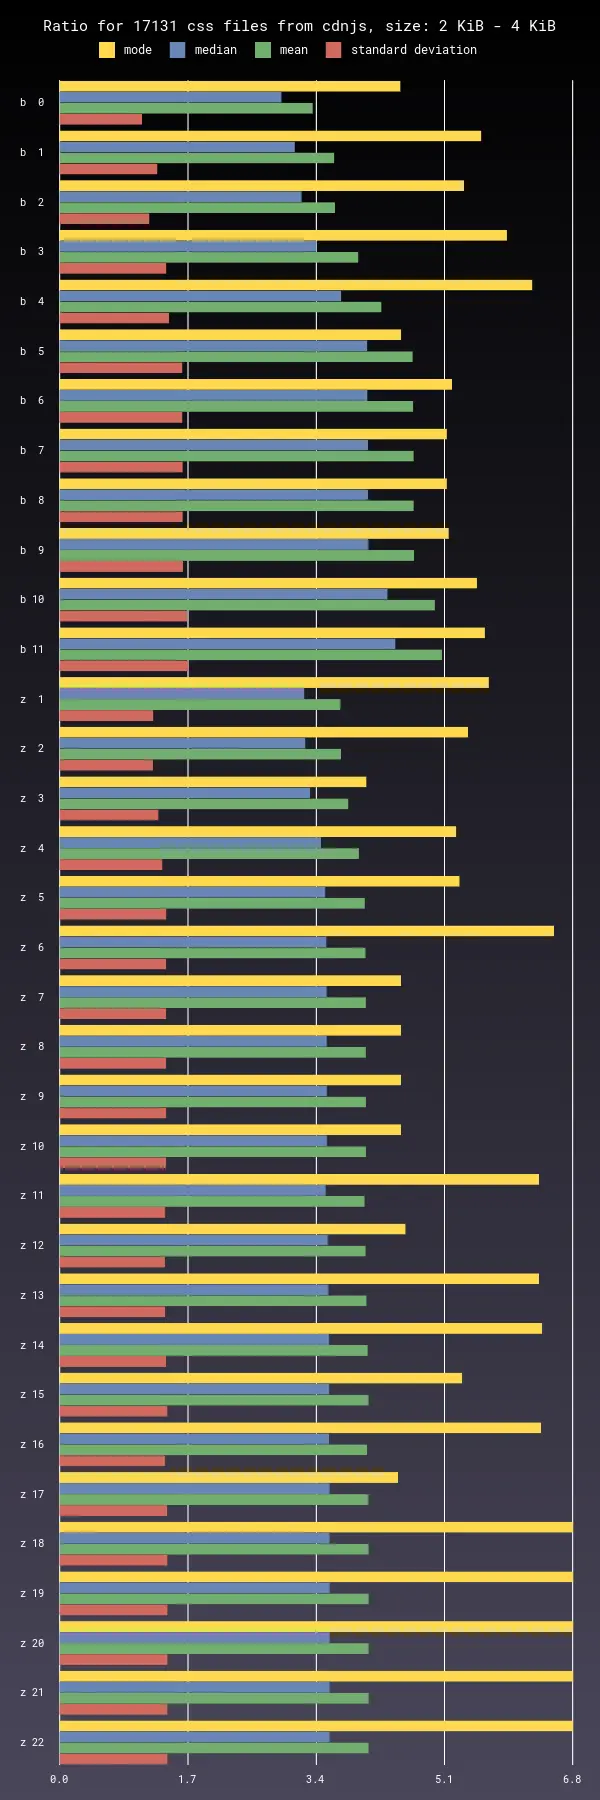 Ratio for 17131 css files from cdnjs, size: 2 KiB - 4 KiB
mode median mean standard deviation
b 0
b 1
b 2
b 3
b 4
b 5
b 6
b 7
b 8
b 9
b 10
b 11
z 1
z 2
z 3
z 4
z 5
z 6
z 7
z 8
z 9
z 10
z 11
z 12
z 13
z 14
z 15
z 16
z 17
z 18
z 19
z 20
z 21
z 22
0.0 1.7 3.4 5.1 6.8